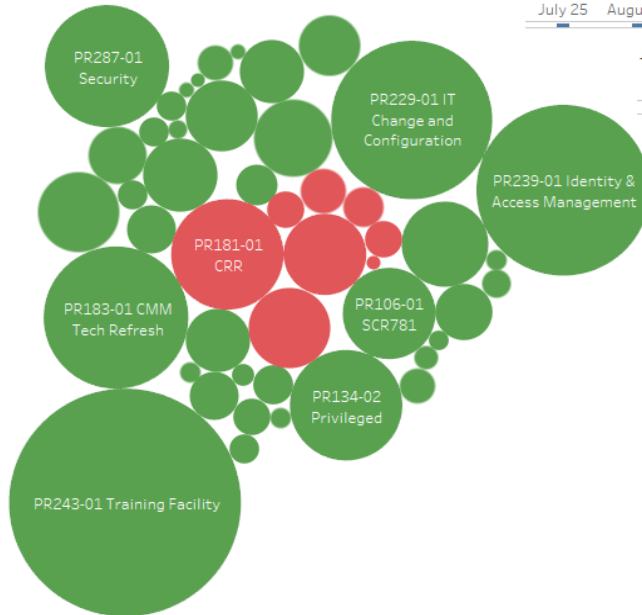 July 25 Augu
PR287-01
Security
PR229-01 IT
Change and
Configuration
PR239-01 Identity &
Access Management
PR181-01
CRR
PR183-01 CMM
Tech Refresh
PR106-01
SCR781
PR134-02
Privileged
PR243-01 Training Facility